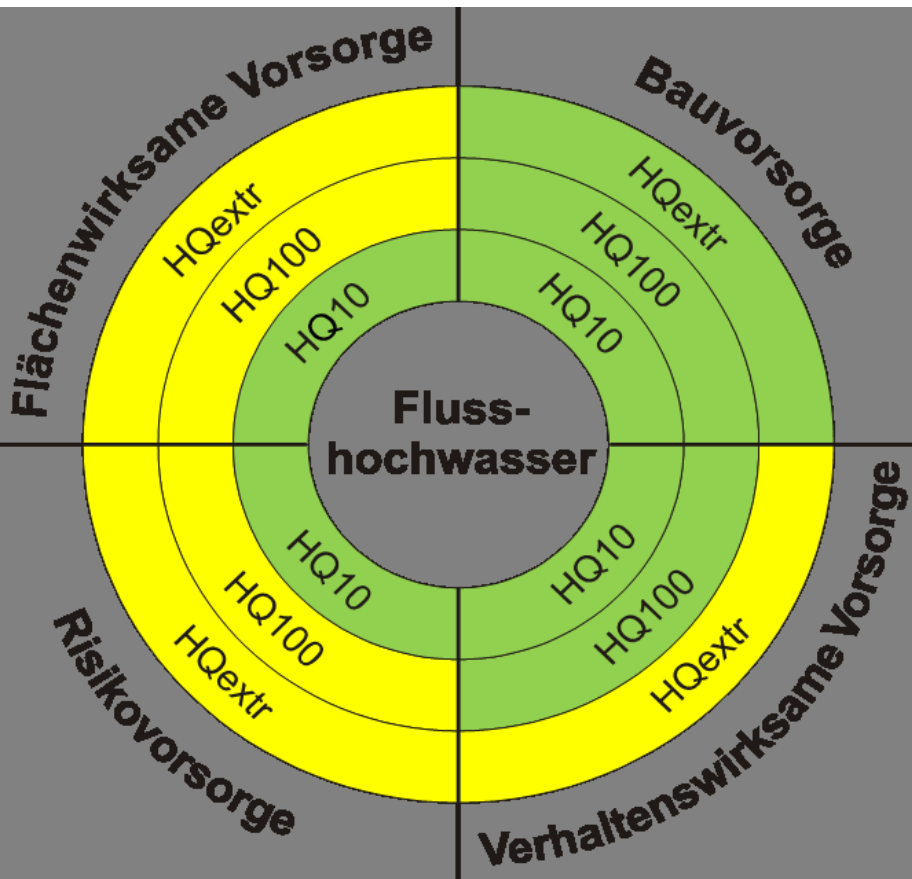 Flächenwirksame Vorsorge
HQextr
HQ100
HQ10
Bauvorsorge
HQextr
HQ100
HQ10
Fluss-
hochwasser
Risikovorsorge
HQ10
HQ100
HQextr
Verhaltenswirksame Vorsorge
HQ10
HQ100
HQextr